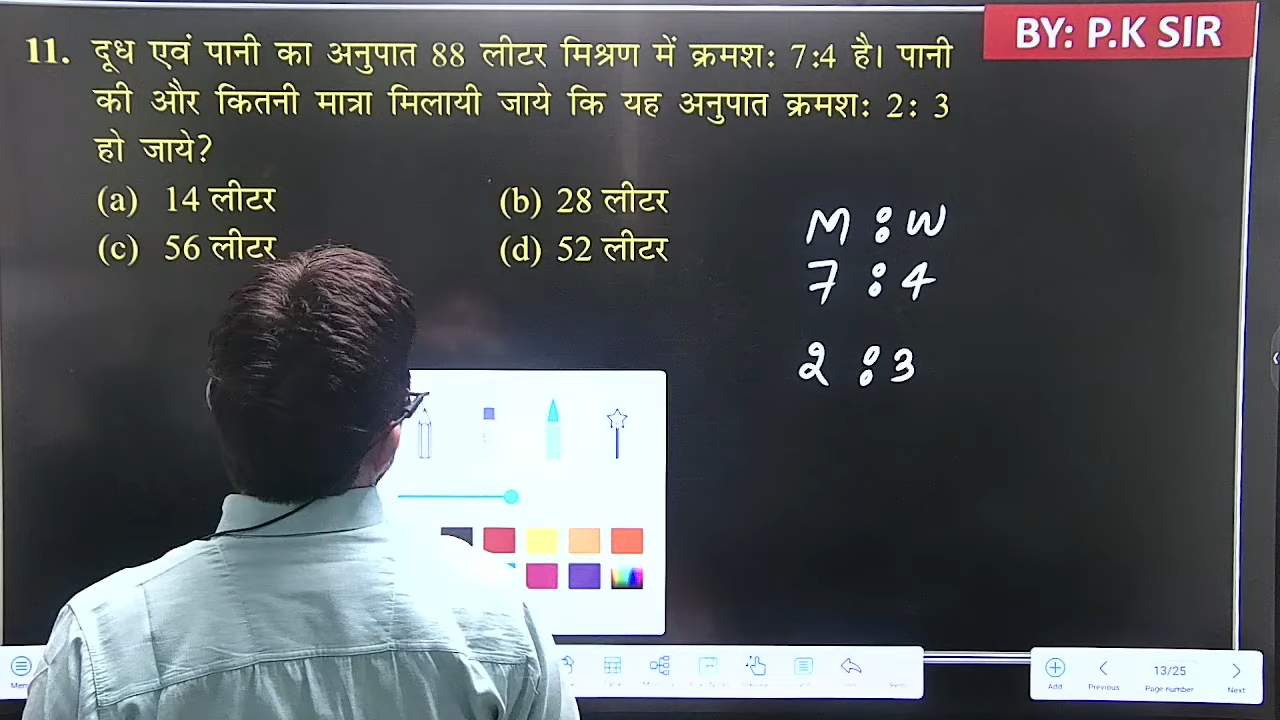 BY: P.K SIR
11. दूध एवं पानी का अनुपात 88 लीटर मिश्रण में क्रमशः 7:4 है। पानी
की और कितनी मात्रा मिलायी जाये कि यह अनुपात क्रमशः 2: 3
हो जाये?
(a) 14 लीटर (b) 28 लीटर
(c) 56 लीटर (d) 52 लीटर
M : W
7 : 4
2 : 3
Add Previous 13/25 Page number Next